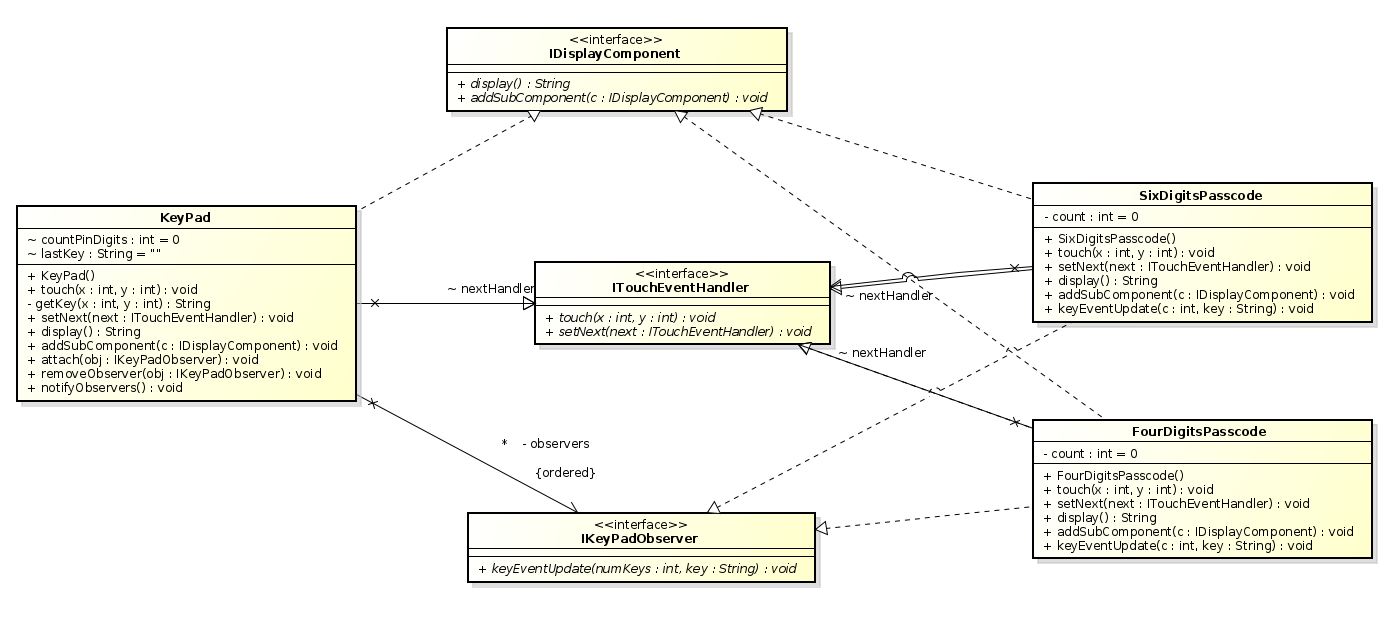 <<interface>>
IDisplayComponent
+ display() : String
+ addSubComponent(c : IDisplayComponent) : void
KeyPad
~ countPinDigits : int = 0
~ lastKey : String = ""
+ KeyPad()
+ touch(x : int, y : int) : void
- getKey(x : int, y : int) : String
+ setNext(next : ITouchEventHandler) : void
+ display() : String
+ addSubComponent(c : IDisplayComponent) : void
+ attach(obj : IKeyPadObserver) : void
+ removeObserver(obj : IKeyPadObserver) : void
+ notifyObservers() : void
~ nextHandler
<<interface>>
ITouchEventHandler
+ touch(x : int, y : int) : void
+ setNext(next : ITouchEventHandler) : void
~ nextHandler
~ nextHandler
SixDigitsPasscode
- count : int = 0
+ SixDigitsPasscode()
+ touch(x : int, y : int) : void
+ setNext(next : ITouchEventHandler) : void
+ display() : String
+ addSubComponent(c : IDisplayComponent) : void
+ keyEventUpdate(c : int, key : String) : void
* - observers
{ordered}
<<interface>>
IKeyPadObserver
+ keyEventUpdate(numKeys : int, key : String) : void
FourDigitsPasscode
- count : int = 0
+ FourDigitsPasscode()
+ touch(x : int, y : int) : void
+ setNext(next : ITouchEventHandler) : void
+ display() : String
+ addSubComponent(c : IDisplayComponent) : void
+ keyEventUpdate(c : int, key : String) : void